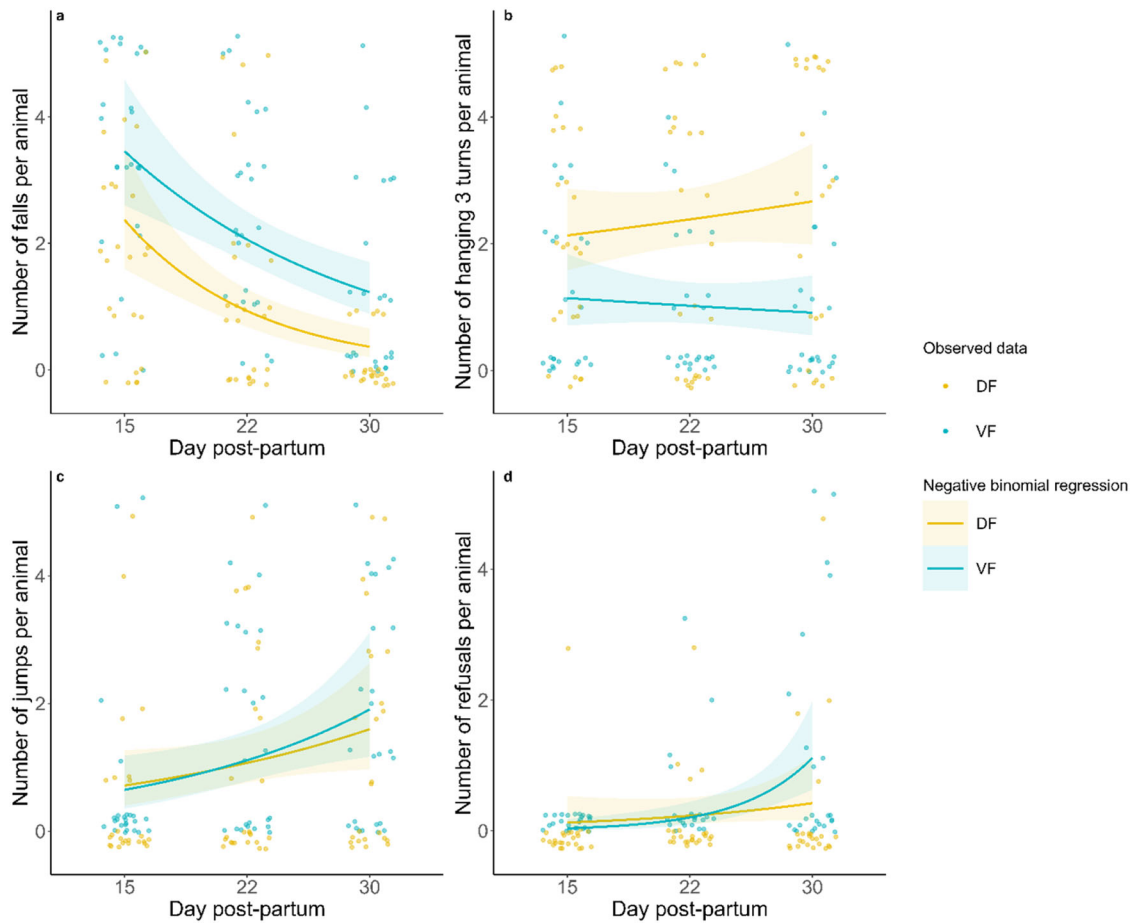 a
Number of falls per animal
4
2
0
15 22 30
Day post-partum
b
Number of hanging 3 turns per animal
4
2
0
15 22 30
Day post-partum
c
Number of jumps per animal
4
2
0
15 22 30
Day post-partum
d
Number of refusals per animal
4
2
0
15 22 30
Day post-partum
Observed data
DF
VF
Negative binomial regression
DF
VF